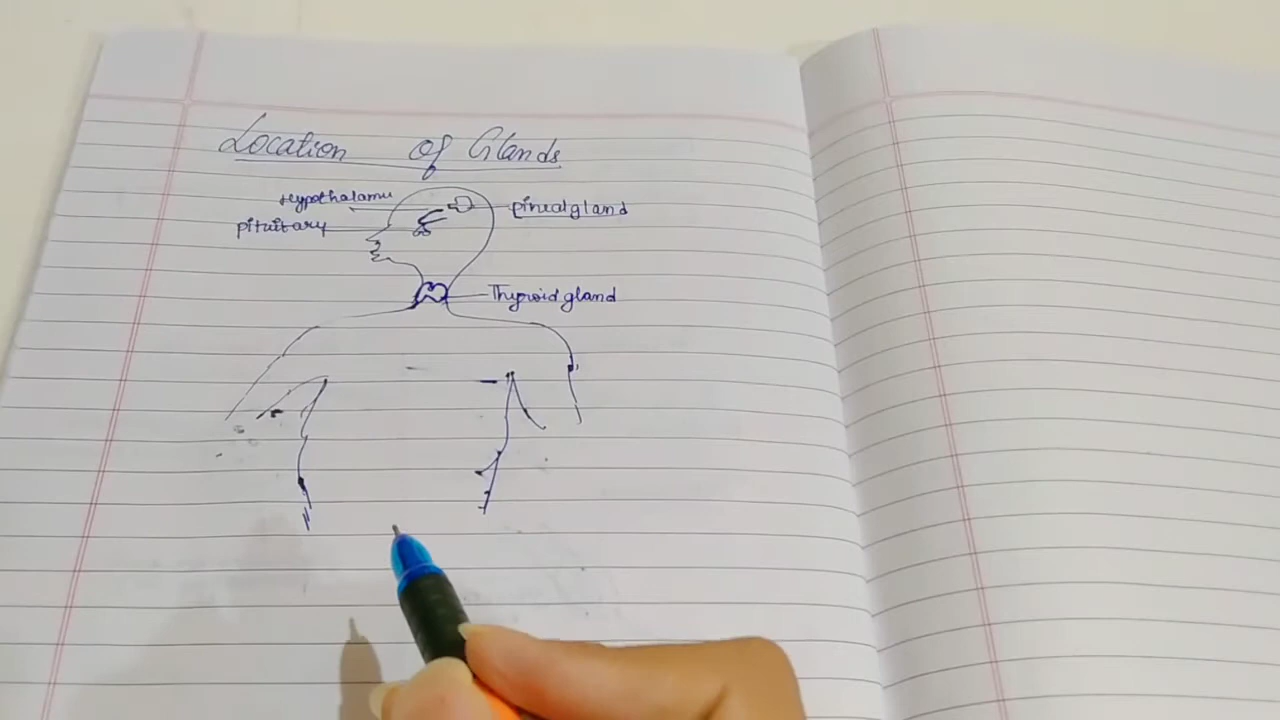 Location of Glands
Hypothalamu
pinealgland
pituitary
Thyroid gland